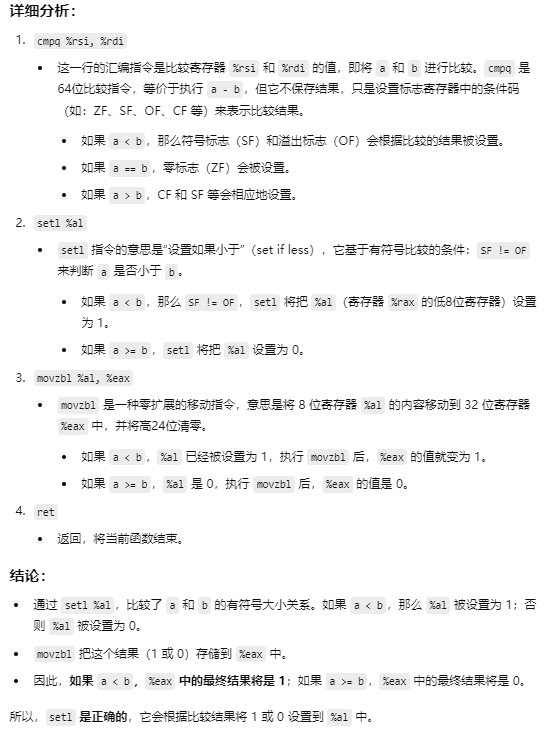 详细分析：
1. cmpq %rsi, %rdi
• 这一行的汇编指令是比较寄存器 %rsi 和 %rdi 的值，即将 a 和 b 进行比较。cmpq 是
64位比较指令，等价于执行 a - b，但它不保存结果，只是设置标志寄存器中的条件码
（如：ZF、SF、OF、CF 等）来表示比较结果。
• 如果 a < b，那么符号标志（SF）和溢出标志（OF）会根据比较的结果被设置。
• 如果 a == b，零标志（ZF）会被设置。
• 如果 a > b，CF 和 SF 等会相应地设置。
2. setl %al
• setl 指令的意思是“设置如果小于”（set if less），它基于有符号比较的条件：SF != OF
来判断 a 是否小于 b。
• 如果 a < b，那么 SF != OF，setl 将把 %al（寄存器 %rax 的低8位寄存器）设置
为 1。
• 如果 a >= b，setl 将把 %al 设置为 0。
3. movzbl %al, %eax
• movzbl 是一种零扩展的移动指令，意思是将 8 位寄存器 %al 的内容移动到 32 位寄存器
%eax 中，并将高24位清零。
• 如果 a < b，%al 已经被设置为 1，执行 movzbl 后，%eax 的值就变为 1。
• 如果 a >= b，%al 是 0，执行 movzbl 后，%eax 的值是 0。
4. ret
• 返回，将当前函数结束。
结论：
• 通过 setl %al，比较了 a 和 b 的有符号大小关系。如果 a < b，那么 %al 被设置为 1；否
则 %al 被设置为 0。
• movzbl 把这个结果（1 或 0）存储到 %eax 中。
• 因此，如果 a < b，%eax 中的最终结果将是 1；如果 a >= b，%eax 中的最终结果将是 0。
所以，setl 是正确的，它会根据比较结果将 1 或 0 设置到 %al 中。